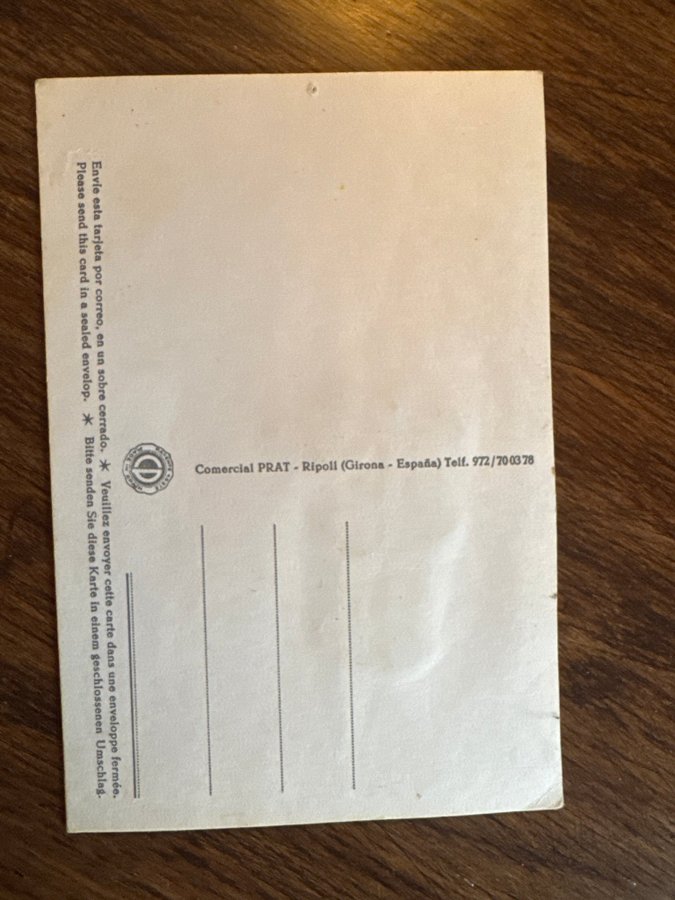 Comercial PRAT - Ripoll (Girona - España) Telf. 972/700378
Envíe esta tarjeta por correo, en un sobre cerrado. * Veuillez envoyer cette carte dans une enveloppe fermée.
Please send this card in a sealed envelop. * Bitte senden Sie diese Karte in einem geschlossenen Umschlag.